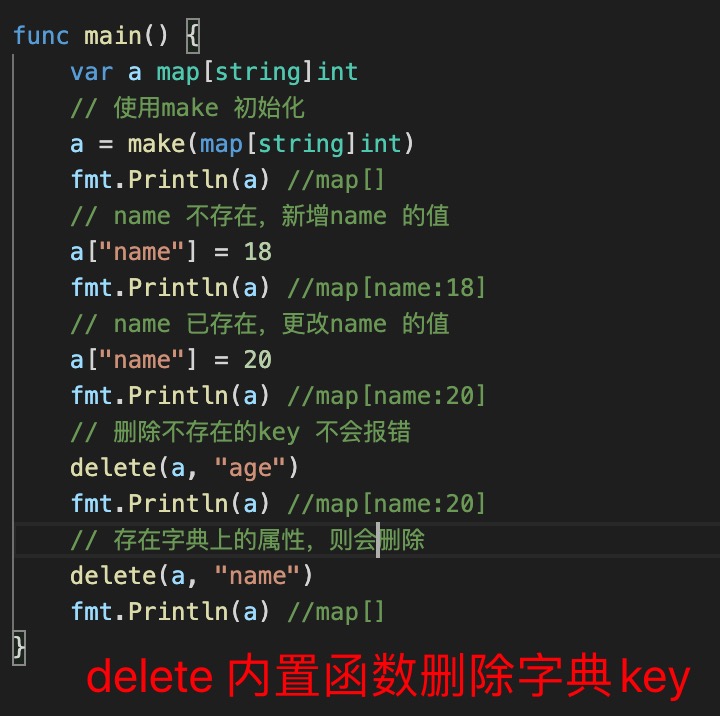 func main() {
    var a map[string]int
    // 使用make 初始化
    a = make(map[string]int)
    fmt.Println(a) //map[]
    // name 不存在，新增name 的值
    a["name"] = 18
    fmt.Println(a) //map[name:18]
    // name 已存在，更改name 的值
    a["name"] = 20
    fmt.Println(a) //map[name:20]
    // 删除不存在的key 不会报错
    delete(a, "age")
    fmt.Println(a) //map[name:20]
    // 存在字典上的属性，则会删除
    delete(a, "name")
    fmt.Println(a) //map[]
}
delete 内置函数删除字典key